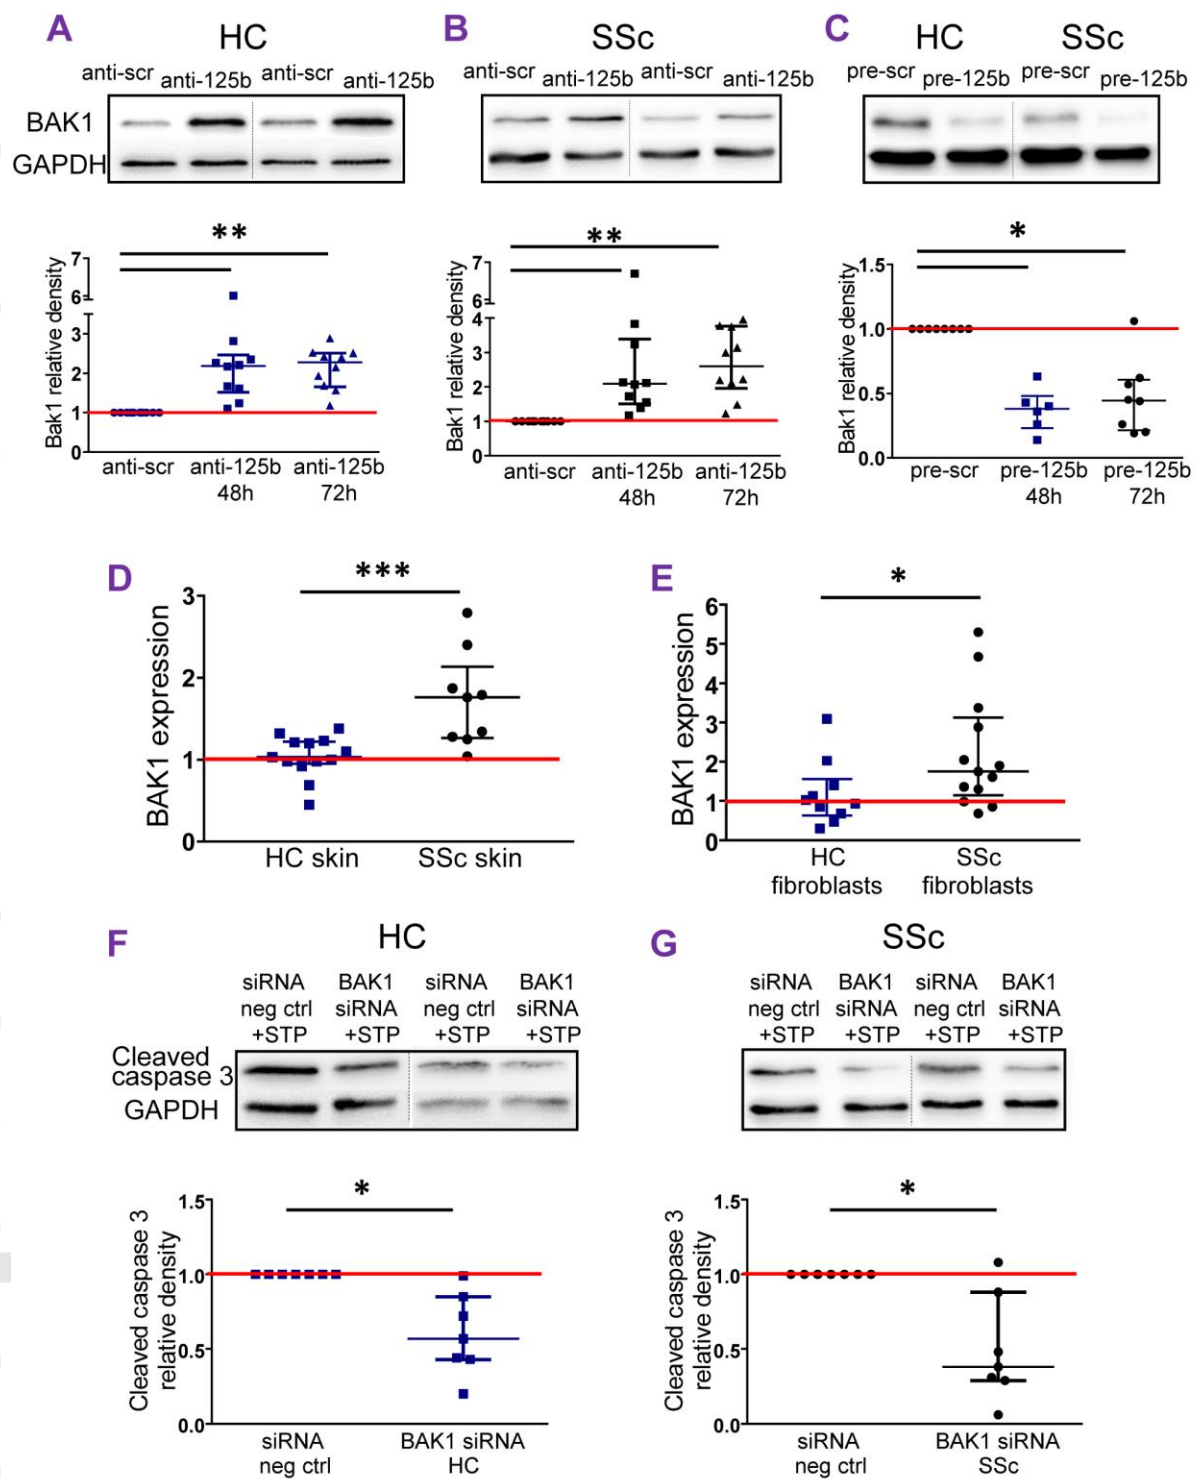 A
HC
anti-scr anti-125b anti-scr anti-125b
BAK1
GAPDH
**
Bak1 relative density
7
6
3
2
1
0
anti-scr anti-125b anti-125b
48h 72h
B
SSc
anti-scr anti-125b anti-scr anti-125b
**
Bak1 relative density
7
6
4
3
2
1
0
anti-scr anti-125b anti-125b
48h 72h
C
HC SSc
pre-scr pre-125b pre-scr pre-125b
*
Bak1 relative density
1.5
1.0
0.5
0.0
pre-scr pre-125b pre-125b
48h 72h
D
***
BAK1 expression
3
2
1
0
HC skin SSc skin
E
*
BAK1 expression
6
5
4
3
2
1
0
HC SSc
fibroblasts fibroblasts
F
HC
siRNA BAK1 siRNA BAK1
neg ctrl siRNA neg ctrl siRNA
+STP +STP +STP +STP
Cleaved
caspase 3
GAPDH
*
Cleaved caspase 3
relative density
1.5
1.0
0.5
0.0
siRNA BAK1 siRNA
neg ctrl HC
G
SSc
siRNA BAK1 siRNA BAK1
neg ctrl siRNA neg ctrl siRNA
+STP +STP +STP +STP
*
Cleaved caspase 3
relative density
1.5
1.0
0.5
0.0
siRNA BAK1 siRNA
neg ctrl SSc